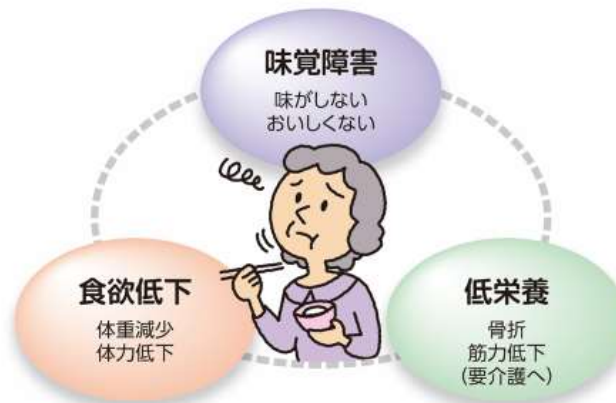 味覚障害
味がしない
おいしくない
食欲低下
体重減少
体力低下
低栄養
骨折
筋力低下
(要介護へ)